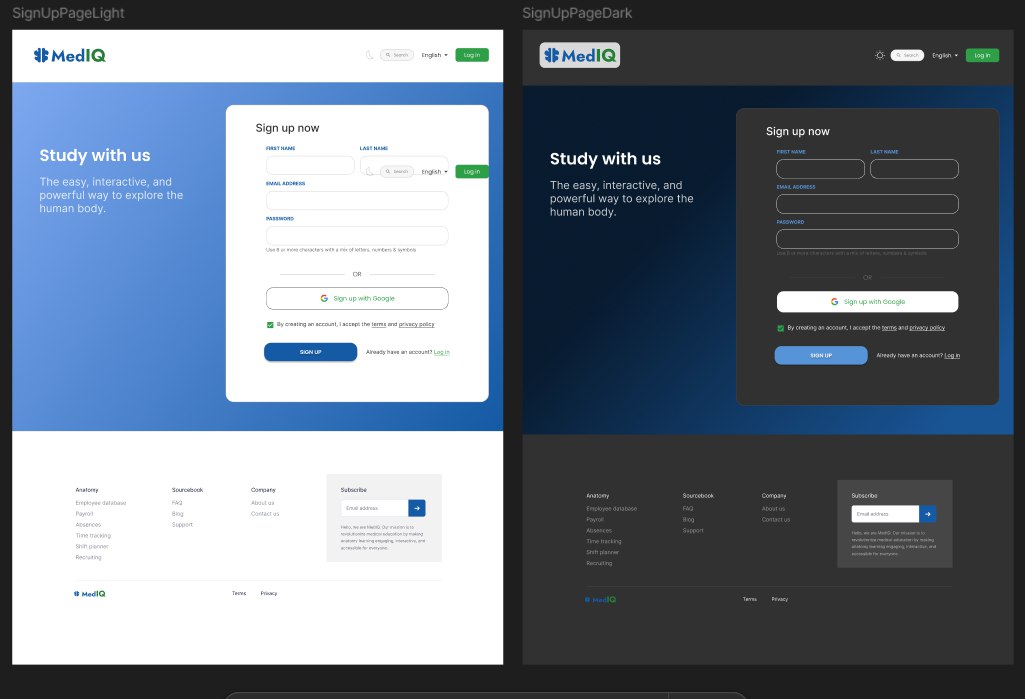 SignUpPageLight
MedIQ
Search
English
Log in
Study with us
The easy, interactive, and
powerful way to explore the
human body.
Sign up now
FIRST NAME
LAST NAME
Search
English
Log in
EMAIL ADDRESS
PASSWORD
Use 8 or more characters with a mix of letters, numbers & symbols
OR
Sign up with Google
By creating an account, I accept the terms and privacy policy
SIGN UP
Already have an account? Log in
Anatomy
Employee database
Payroll
Absences
Time tracking
Shift planner
Recruiting
Sourcebook
FAQ
Blog
Support
Company
About us
Contact us
Subscribe
Email address
Hello, we are MedIQ. Our mission is to
revolutionize medical education by making
anatomy learning engaging, interactive, and
accessible for everyone.
MedIQ
Terms
Privacy
SignUpPageDark
MedIQ
Search
English
Log in
Study with us
The easy, interactive, and
powerful way to explore the
human body.
Sign up now
FIRST NAME
LAST NAME
EMAIL ADDRESS
PASSWORD
Use 8 or more characters with a mix of letters, numbers & symbols
OR
Sign up with Google
By creating an account, I accept the terms and privacy policy
SIGN UP
Already have an account? Log in
Anatomy
Employee database
Payroll
Absences
Time tracking
Shift planner
Recruiting
Sourcebook
FAQ
Blog
Support
Company
About us
Contact us
Subscribe
Email address
Hello, we are MedIQ. Our mission is to
revolutionize medical education by making
anatomy learning engaging, interactive, and
accessible for everyone.
MedIQ
Terms
Privacy